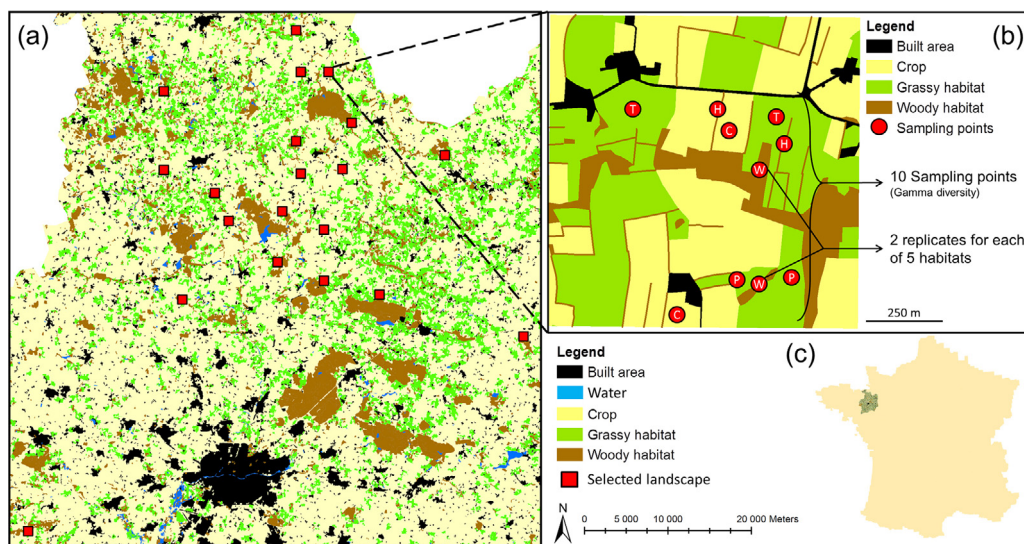 (a)
(b)
Legend
Built area
Crop
Grassy habitat
Woody habitat
Sampling points
T
H
T
C
H
W
P
W
P
C
10 Sampling points
(Gamma diversity)
2 replicates for each
of 5 habitats
250 m
Legend
Built area
Water
Crop
Grassy habitat
Woody habitat
Selected landscape
(c)
N
0 5 000 10 000 20 000 Meters